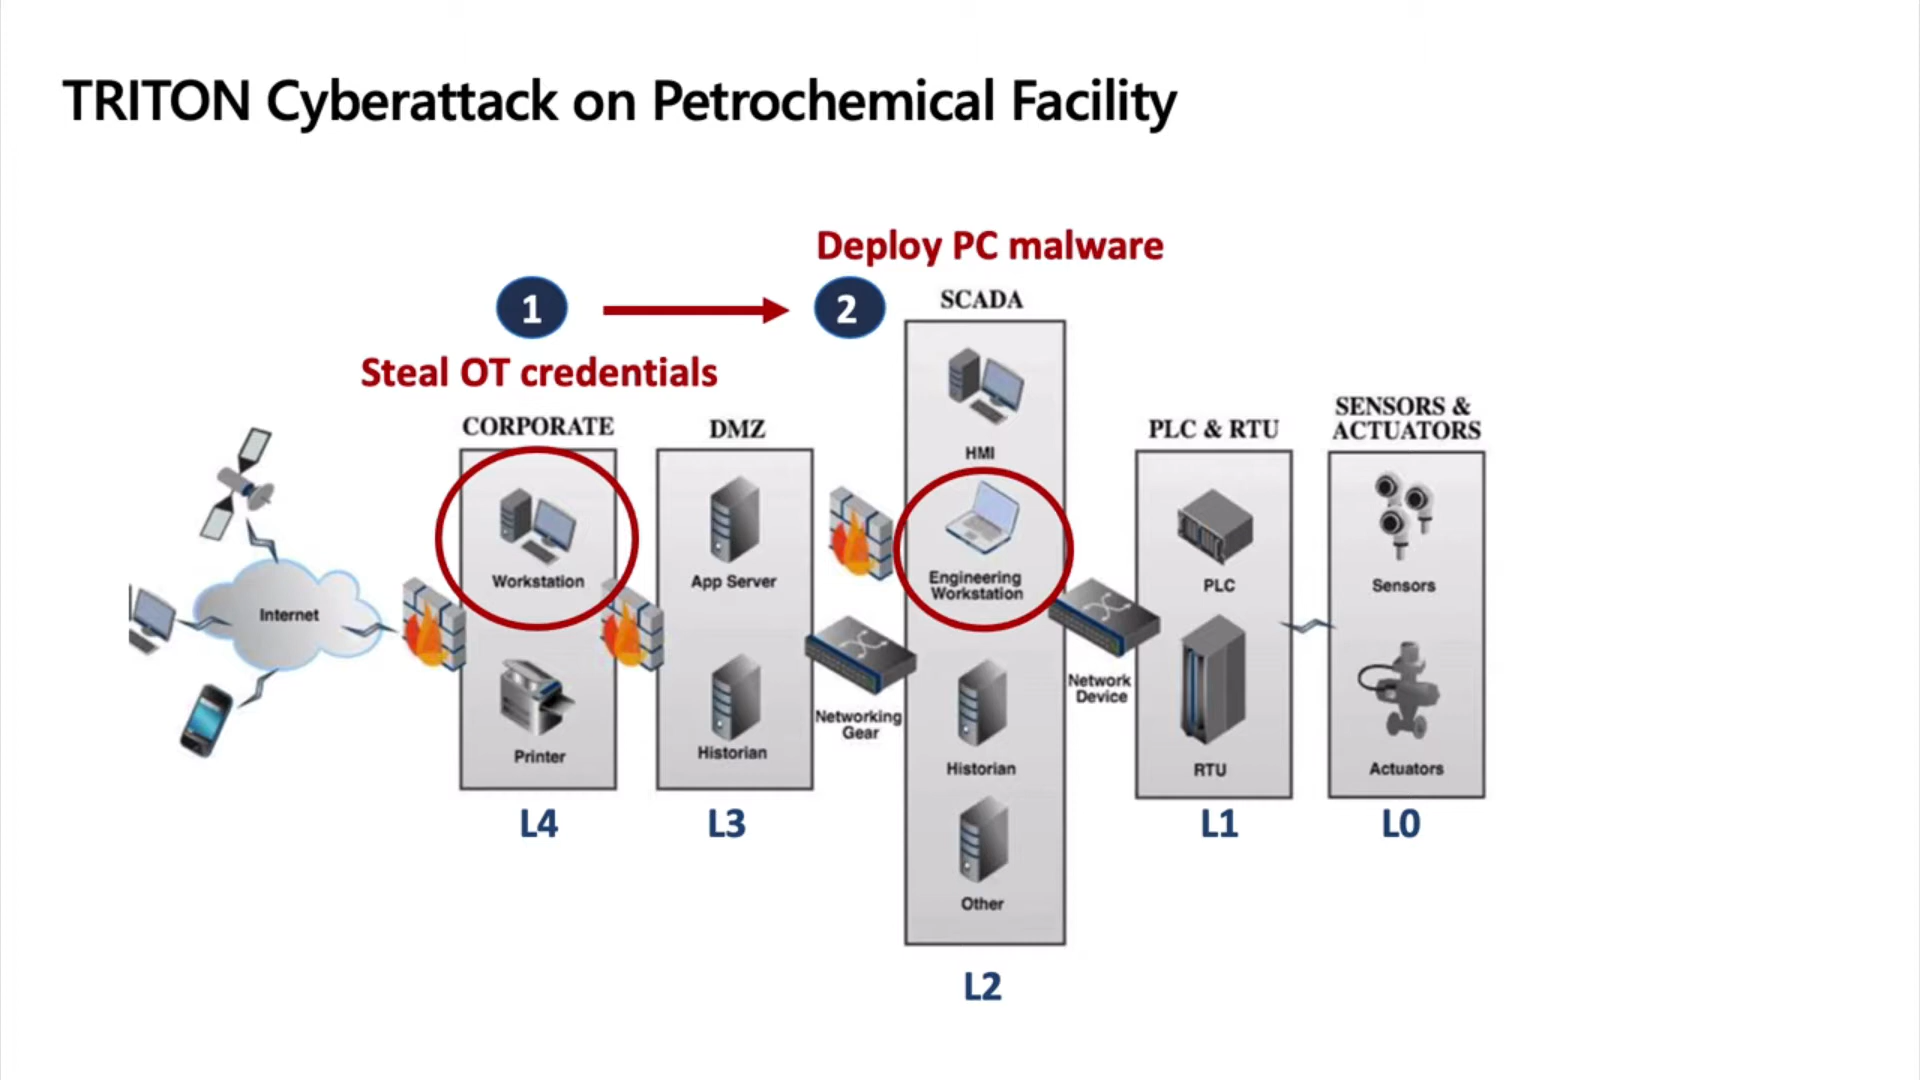 TRITON Cyberattack on Petrochemical Facility
Deploy PC malware
1
2
SCADA
Steal OT credentials
CORPORATE
DMZ
HMI
PLC & RTU
SENSORS &
ACTUATORS
Workstation
App Server
Engineering
Workstation
PLC
Sensors
Internet
Printer
Historian
Networking
Gear
Historian
Network
Device
RTU
Actuators
L4
L3
Other
L1
L0
L2